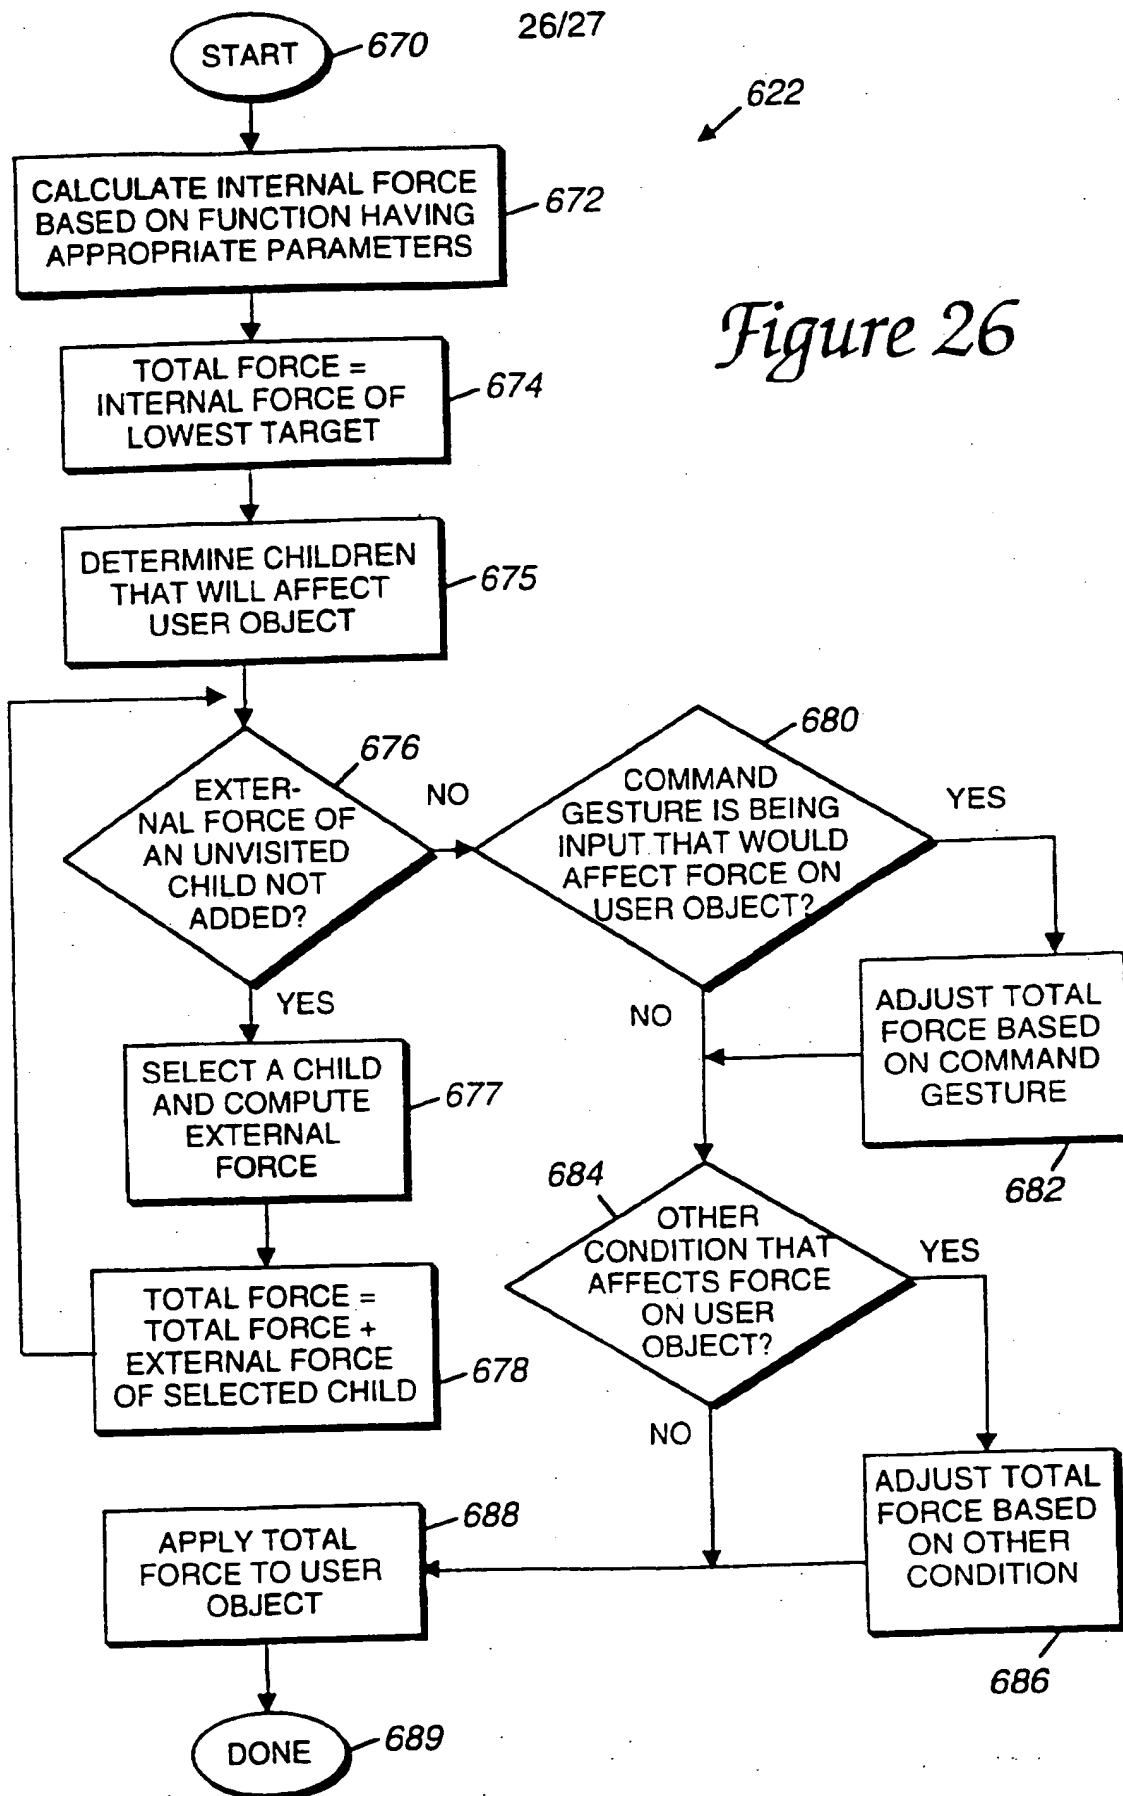 26/27
START
670
622
CALCULATE INTERNAL FORCE
BASED ON FUNCTION HAVING
APPROPRIATE PARAMETERS
672
Figure 26
TOTAL FORCE =
INTERNAL FORCE OF
LOWEST TARGET
674
DETERMINE CHILDREN
THAT WILL AFFECT
USER OBJECT
675
EXTER-
NAL FORCE OF
AN UNVISITED
CHILD NOT
ADDED?
676
NO
YES
COMMAND
GESTURE IS BEING
INPUT THAT WOULD
AFFECT FORCE ON
USER OBJECT?
680
YES
NO
ADJUST TOTAL
FORCE BASED
ON COMMAND
GESTURE
682
SELECT A CHILD
AND COMPUTE
EXTERNAL
FORCE
677
TOTAL FORCE =
TOTAL FORCE +
EXTERNAL FORCE
OF SELECTED CHILD
678
684
OTHER
CONDITION THAT
AFFECTS FORCE
ON USER
OBJECT?
YES
NO
ADJUST TOTAL
FORCE BASED
ON OTHER
CONDITION
686
APPLY TOTAL
FORCE TO USER
OBJECT
688
DONE
689